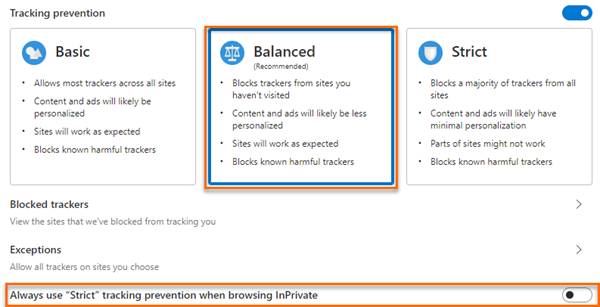 Tracking prevention
Basic
• Allows most trackers across all sites
• Content and ads will likely be
personalized
• Sites will work as expected
• Blocks known harmful trackers
Balanced
(Recommended)
• Blocks trackers from sites you
haven't visited
• Content and ads will likely be less
personalized
• Sites will work as expected
• Blocks known harmful trackers
Strict
• Blocks a majority of trackers from all
sites
• Content and ads will likely have
minimal personalization
• Parts of sites might not work
• Blocks known harmful trackers
Blocked trackers
View the sites that we've blocked from tracking you
Exceptions
Allow all trackers on sites you choose
Always use "Strict" tracking prevention when browsing InPrivate